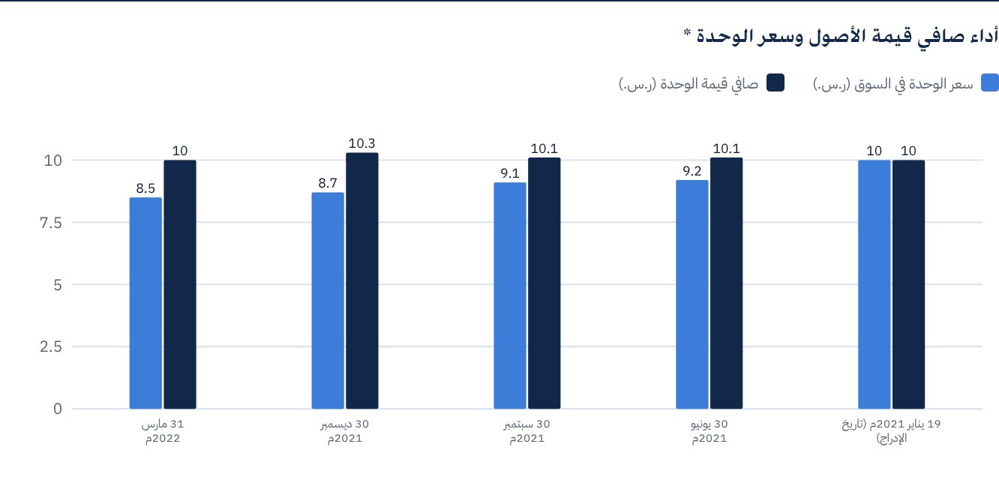 أداء صافي قيمة الأصول وسعر الوحدة *
سعر الوحدة في السوق (ر.س.)
صافي قيمة الوحدة (ر.س.)
10
7.5
5
2.5
0
10
10
9.2
10.1
9.1
10.1
8.7
10.3
8.5
10
19 يناير 2021م (تاريخ
الإدراج)
30 يونيو
2021م
30 سبتمبر
2021م
30 ديسمبر
2021م
31 مارس
2022م